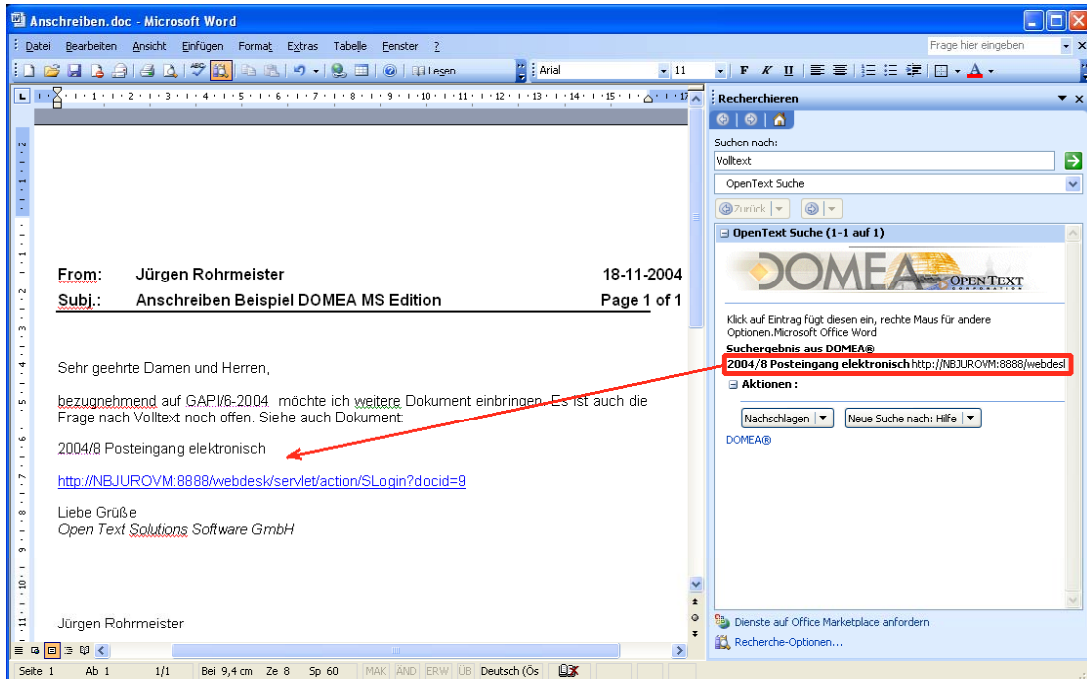 Anschreiben.doc - Microsoft Word
Datei Bearbeiten Ansicht Einfügen Format Extras Tabelle Fenster ?
Frage hier eingeben
Lesen Arial 11 F K U
Recherchieren
Suchen nach:
Volltext
OpenText Suche
Zurück
OpenText Suche (1-1 auf 1)
DOMEA OPEN TEXT
CORPORATION
Klick auf Eintrag fügt diesen ein, rechte Maus für andere
Optionen.Microsoft Office Word
Suchergebnis aus DOMEA®
2004/8 Posteingang elektronisch http://NBJUROVM:8888/webdesl
Aktionen :
Nachschlagen Neue Suche nach: Hilfe
DOMEA®
Dienste auf Office Marketplace anfordern
Recherche-Optionen...
From: Jürgen Rohrmeister 18-11-2004
Subj.: Anschreiben Beispiel DOMEA MS Edition Page 1 of 1
Sehr geehrte Damen und Herren,
bezugnehmend auf GAPI/6-2004 möchte ich weitere Dokument einbringen. Es ist auch die
Frage nach Volltext noch offen. Siehe auch Dokument:
2004/8 Posteingang elektronisch
http://NBJUROVM:8888/webdesk/servlet/action/SLogin?docid=9
Liebe Grüße
Open Text Solutions Software GmbH
Jürgen Rohrmeister
Seite 1 Ab 1 1/1 Bei 9,4 cm Ze 8 Sp 60 MAK ÄND ERW ÜB Deutsch (Ös